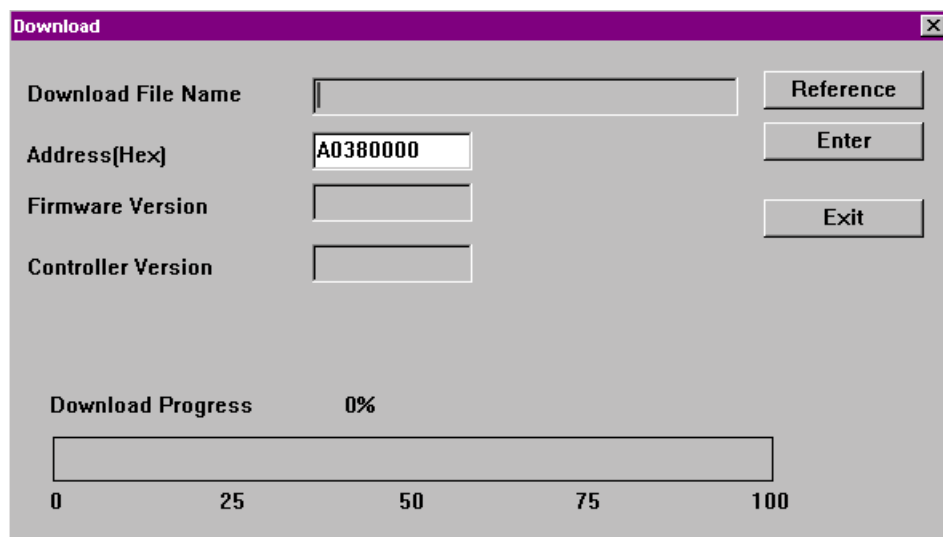 Download
Download File Name
Reference
Address(Hex)
A0380000
Enter
Firmware Version
Exit
Controller Version
Download Progress 0%
0 25 50 75 100